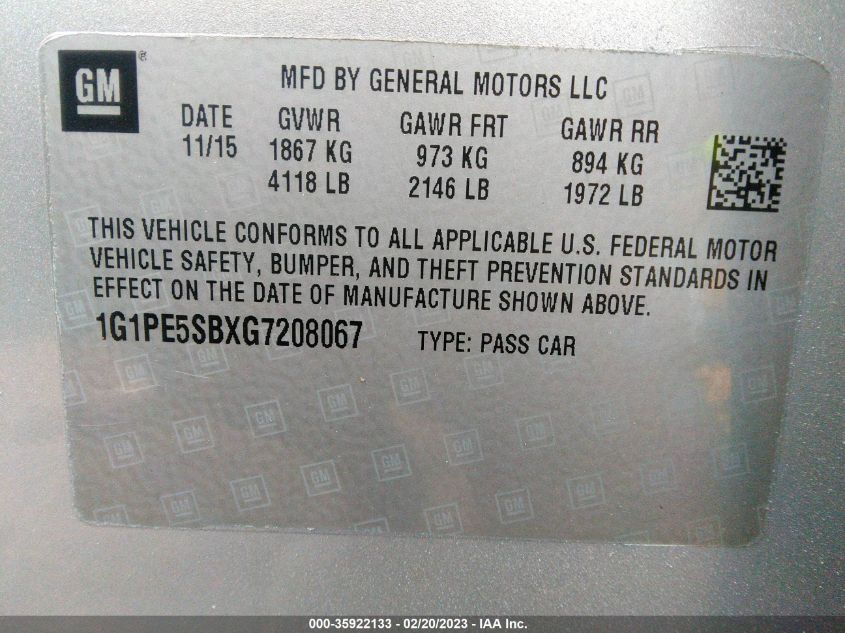 GM ®
MFD BY GENERAL MOTORS LLC
DATE GVWR GAWR FRT GAWR RR
11/15 1867 KG 973 KG 894 KG
4118 LB 2146 LB 1972 LB
THIS VEHICLE CONFORMS TO ALL APPLICABLE U.S. FEDERAL MOTOR
VEHICLE SAFETY, BUMPER, AND THEFT PREVENTION STANDARDS IN
EFFECT ON THE DATE OF MANUFACTURE SHOWN ABOVE.
1G1PE5SBXG7208067 TYPE: PASS CAR
000-35922133 - 02/20/2023 - IAA Inc.